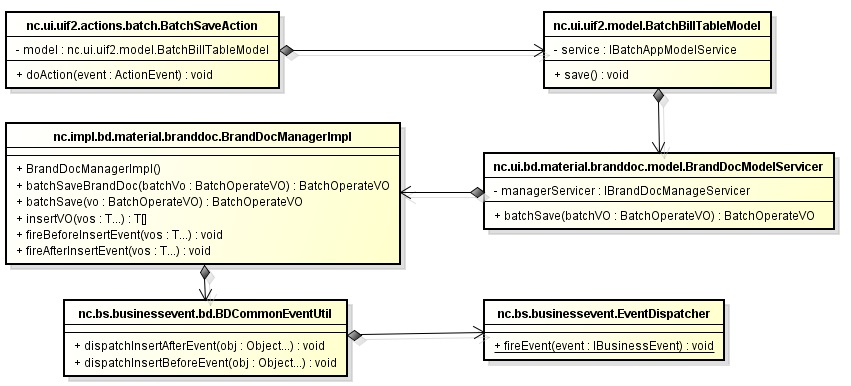 nc.ui.uif2.actions.batch.BatchSaveAction
- model : nc.ui.uif2.model.BatchBillTableModel
+ doAction(event : ActionEvent) : void
nc.ui.uif2.model.BatchBillTableModel
- service : IBatchAppModelService
+ save() : void
nc.impl.bd.material.branddoc.BrandDocManagerImpl
+ BrandDocManagerImpl()
+ batchSaveBrandDoc(batchVo : BatchOperateVO) : BatchOperateVO
+ batchSave(vo : BatchOperateVO) : BatchOperateVO
+ insertVO(vos : T...) : T[]
+ fireBeforeInsertEvent(vos : T...) : void
+ fireAfterInsertEvent(vos : T...) : void
nc.ui.bd.material.branddoc.model.BrandDocModelServicer
- managerServicer : IBrandDocManageServicer
+ batchSave(batchVO : BatchOperateVO) : BatchOperateVO
nc.bs.businessevent.bd.BDCommonEventUtil
+ dispatchInsertAfterEvent(obj : Object...) : void
+ dispatchInsertBeforeEvent(obj : Object...) : void
nc.bs.businessevent.EventDispatcher
+ fireEvent(event : IBusinessEvent) : void